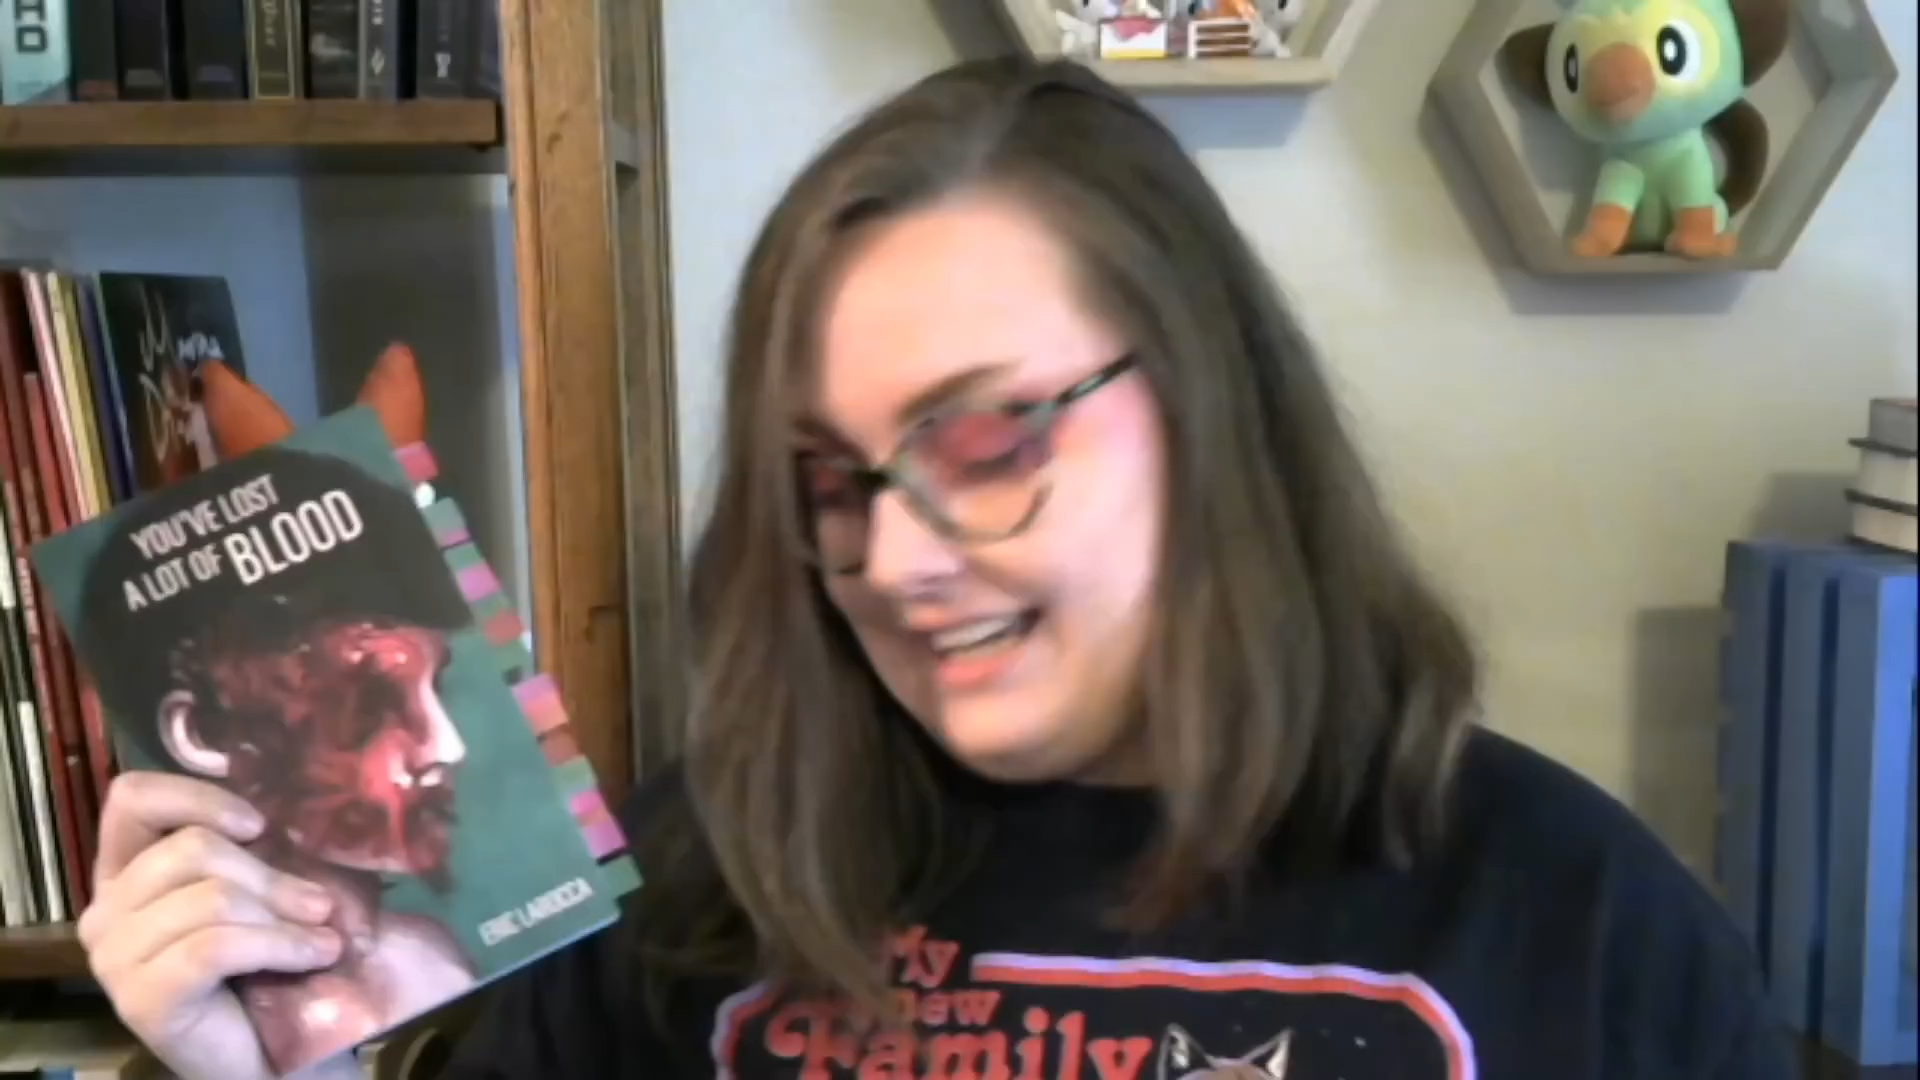 YOU'VE LOST
A LOT OF BLOOD
ERIC LAROCCA
My
new
Family